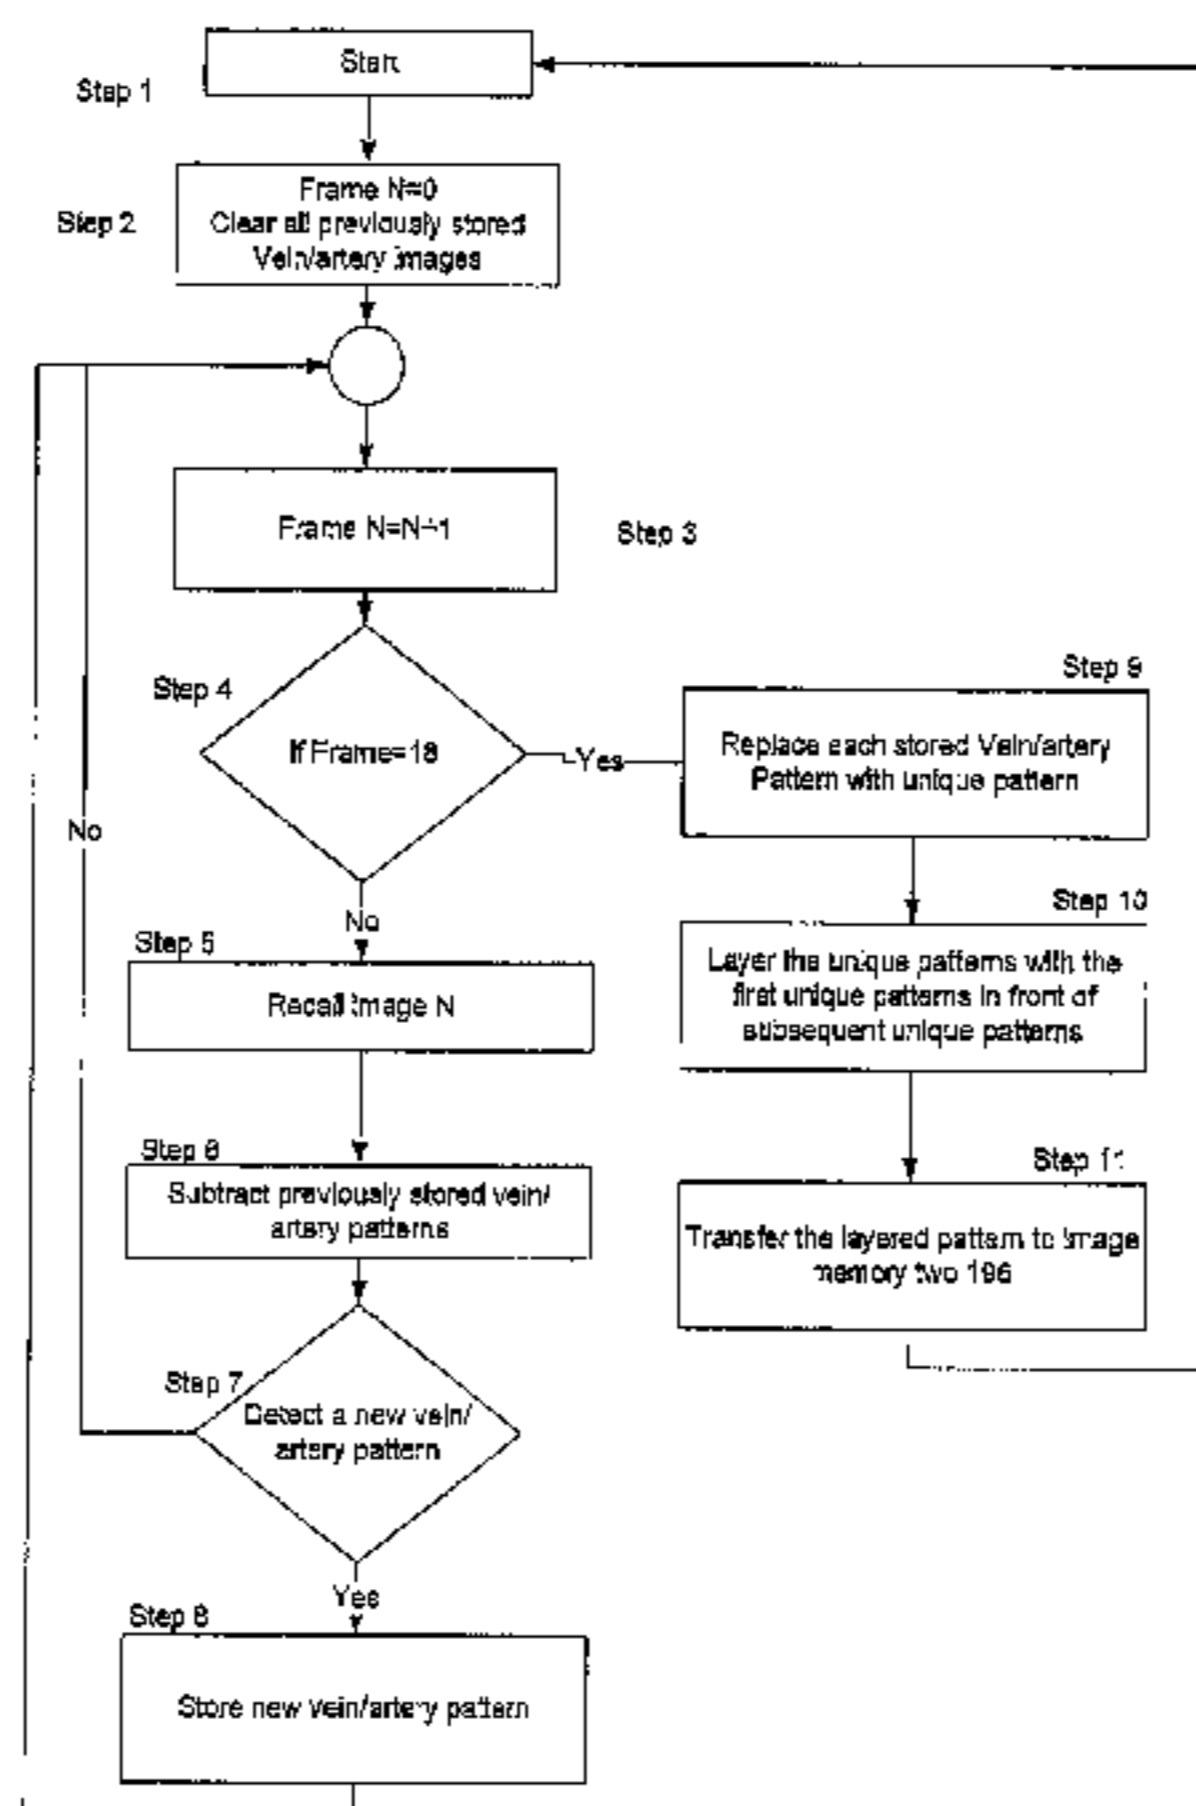 Start
Step 1
Frame N=0
Clear all previously stored
Vein/artery images
Step 2
Frame N=N+1
Step 3
Step 4
If Frame=18
Yes
No
Step 5
Recall image N
Step 6
Subtract previously stored vein/
artery patterns
Step 7
Detect a new vein/
artery pattern
No
Yes
Step 8
Store new vein/artery pattern
Step 9
Replace each stored Vein/artery
Pattern with unique pattern
Step 10
Layer the unique patterns with the
first unique patterns in front of
subsequent unique patterns
Step 11
Transfer the layered pattern to image
memory two 196